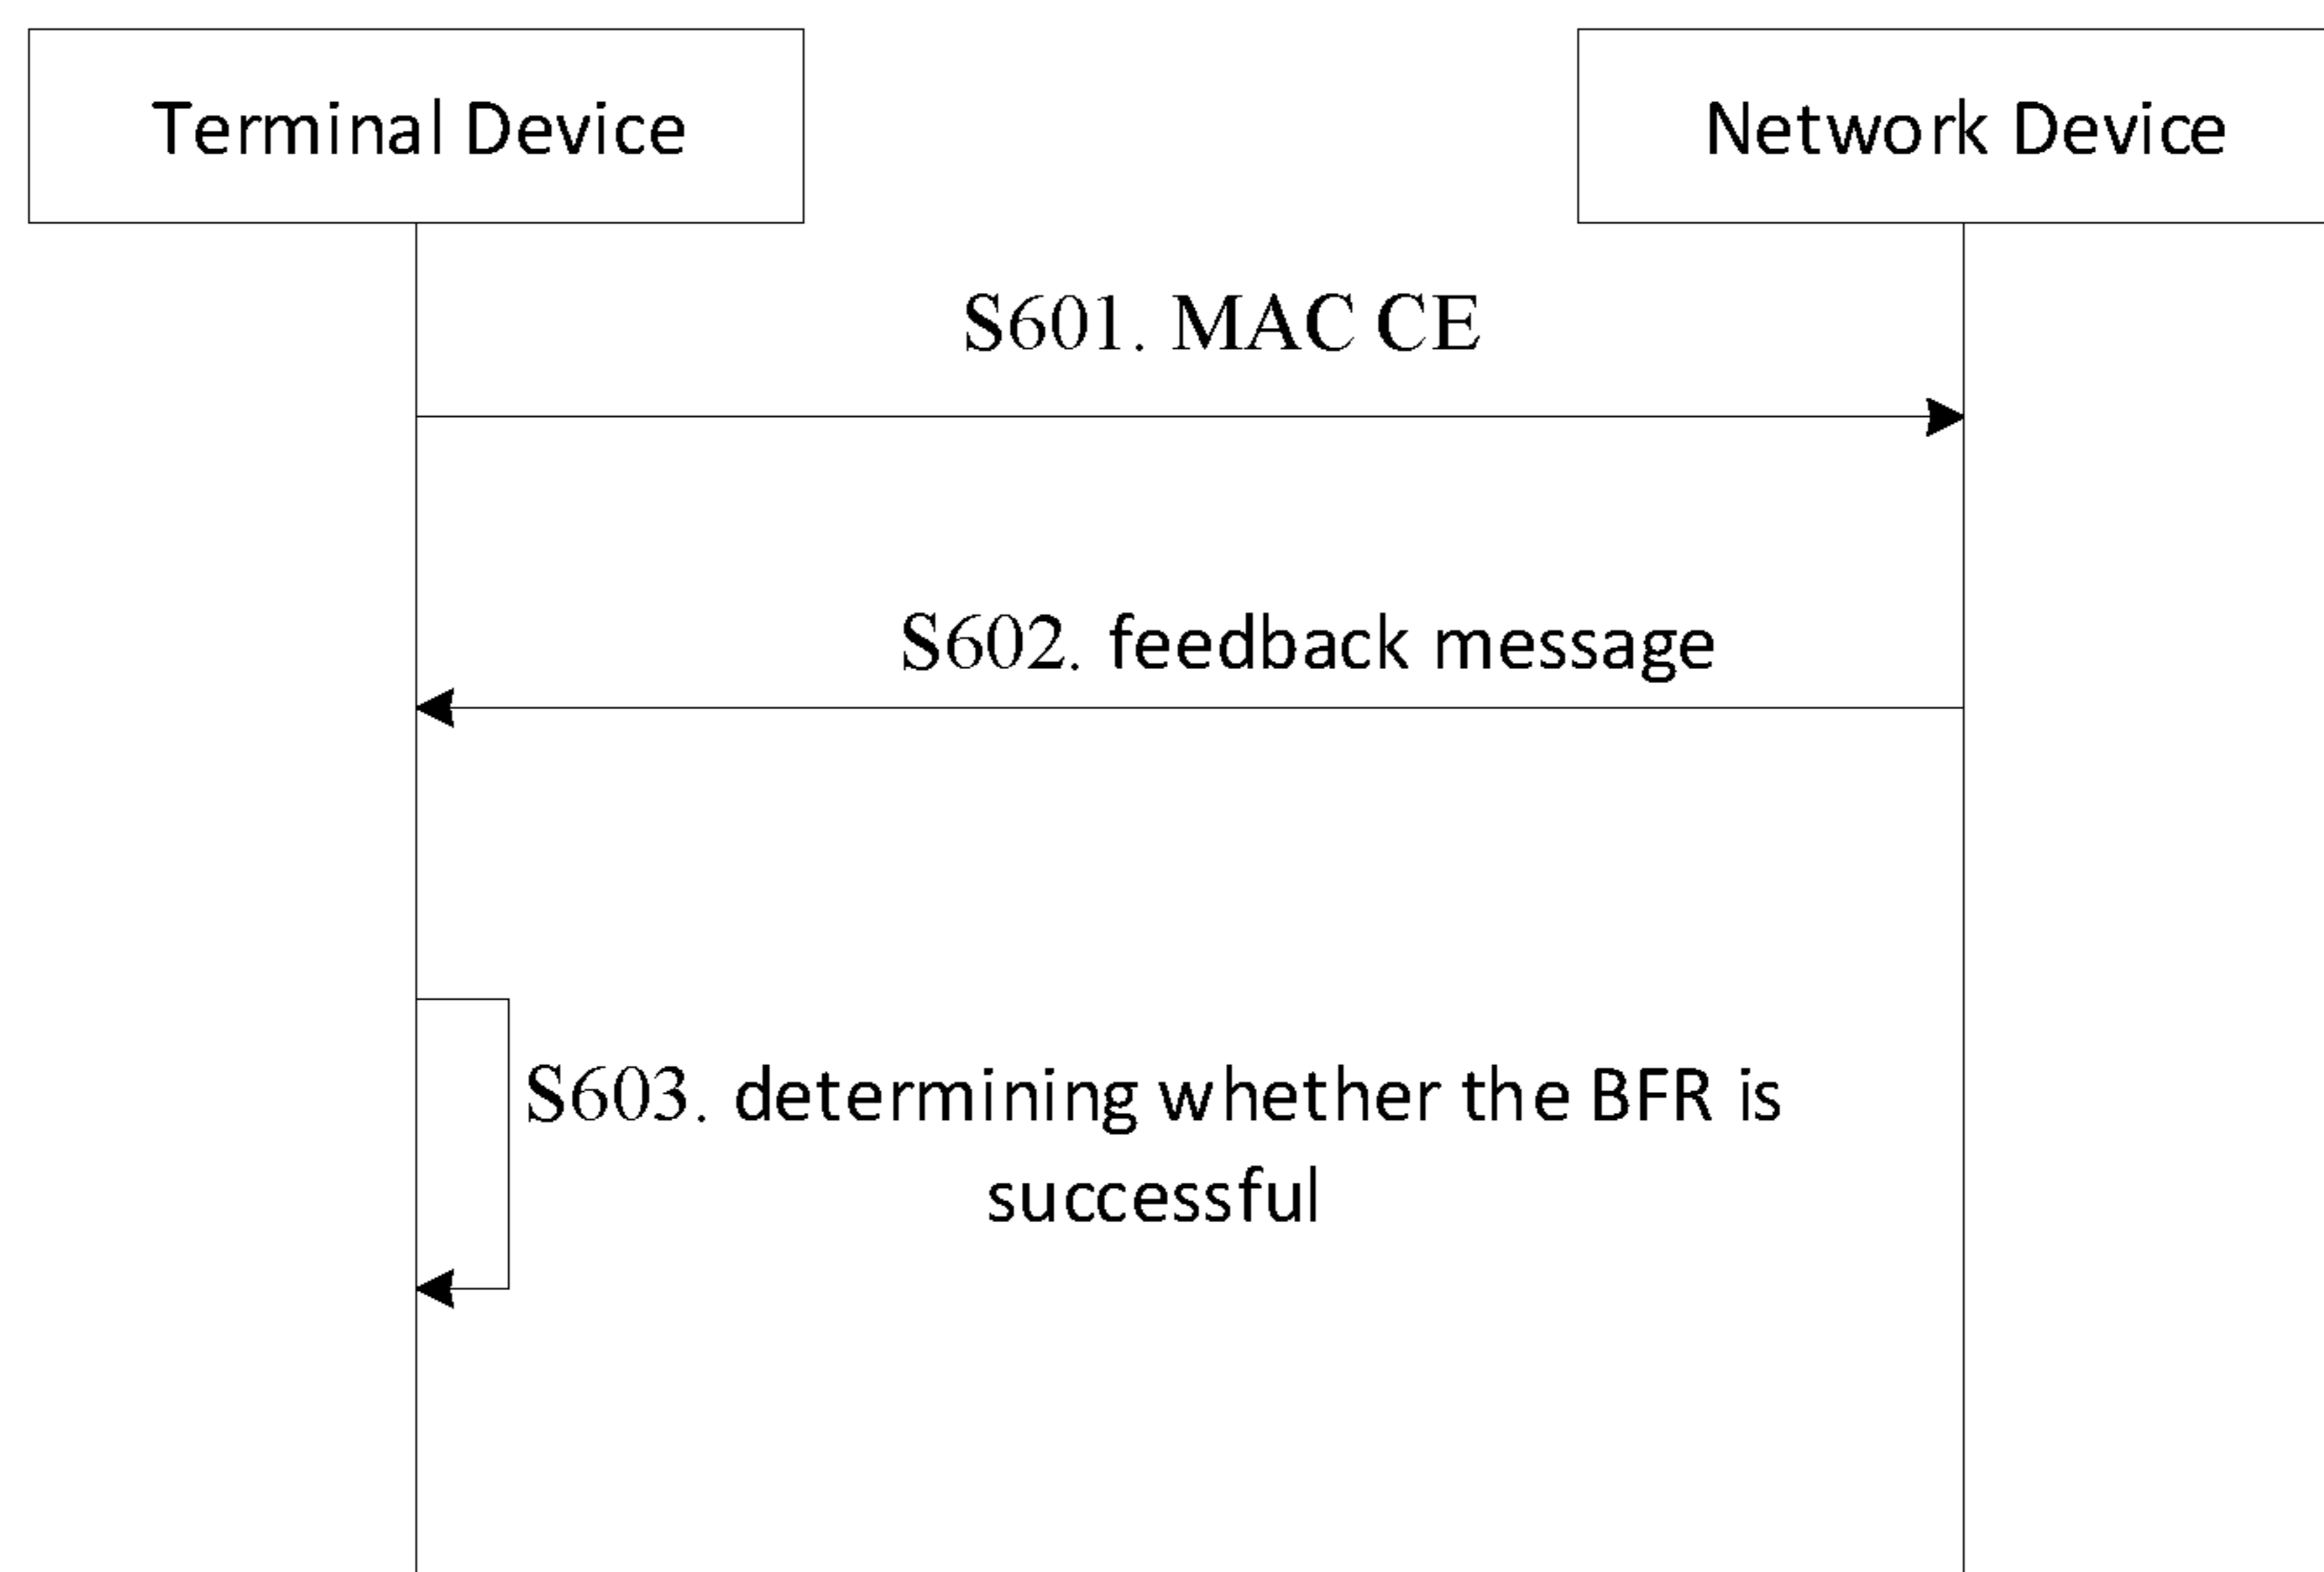 Terminal Device
Network Device
S601. MAC CE
S602. feedback message
S603. determining whether the BFR is
successful